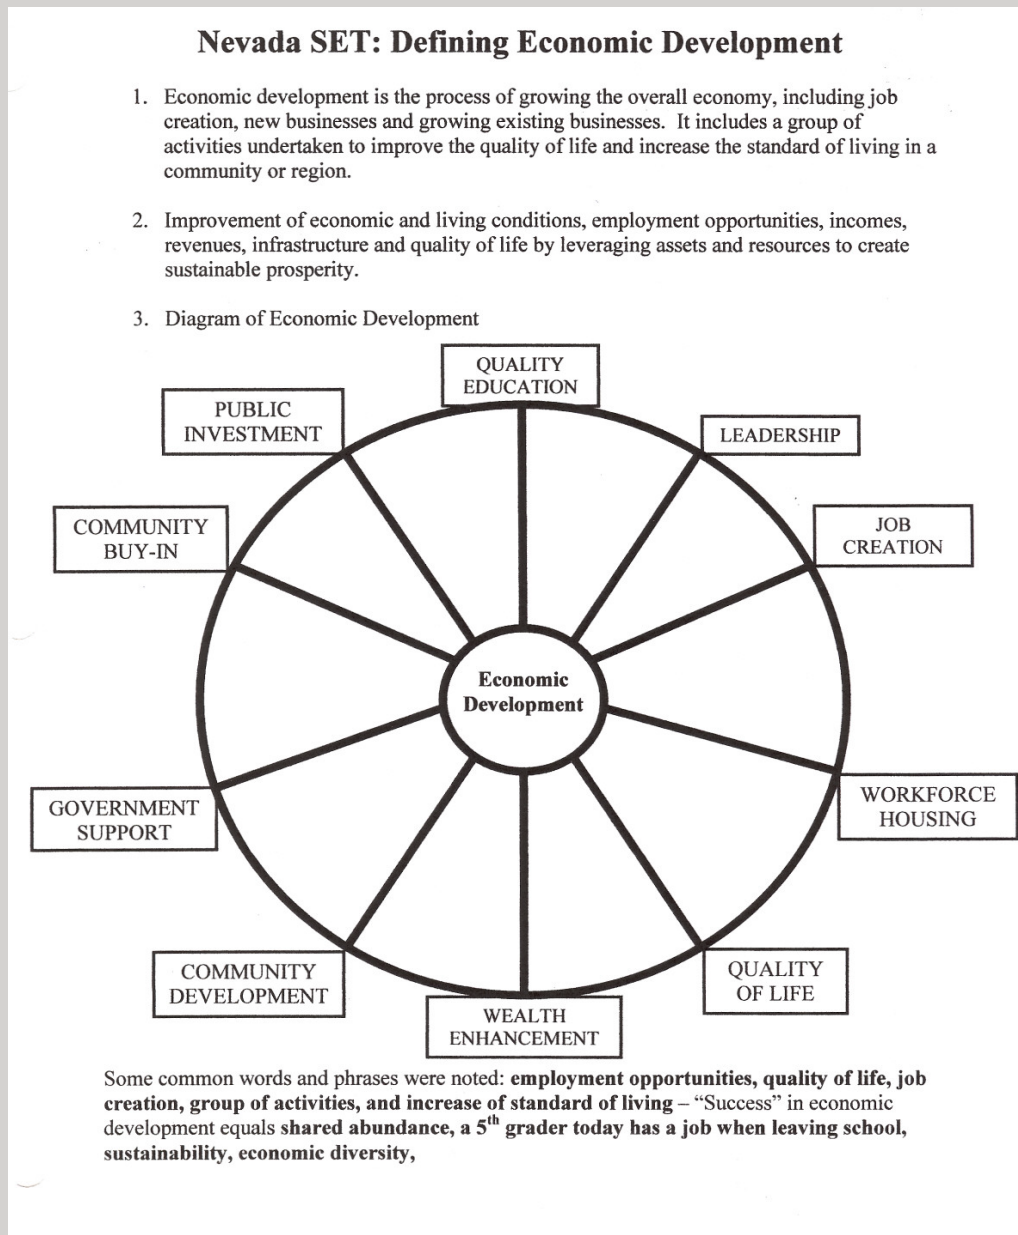 Nevada SET: Defining Economic Development
1. Economic development is the process of growing the overall economy, including job
creation, new businesses and growing existing businesses. It includes a group of
activities undertaken to improve the quality of life and increase the standard of living in a
community or region.
2. Improvement of economic and living conditions, employment opportunities, incomes,
revenues, infrastructure and quality of life by leveraging assets and resources to create
sustainable prosperity.
3. Diagram of Economic Development
QUALITY
EDUCATION
PUBLIC
INVESTMENT
LEADERSHIP
COMMUNITY
BUY-IN
JOB
CREATION
Economic
Development
GOVERNMENT
SUPPORT
WORKFORCE
HOUSING
COMMUNITY
DEVELOPMENT
QUALITY
OF LIFE
WEALTH
ENHANCEMENT
Some common words and phrases were noted: employment opportunities, quality of life, job
creation, group of activities, and increase of standard of living – “Success” in economic
development equals shared abundance, a 5th grader today has a job when leaving school,
sustainability, economic diversity,